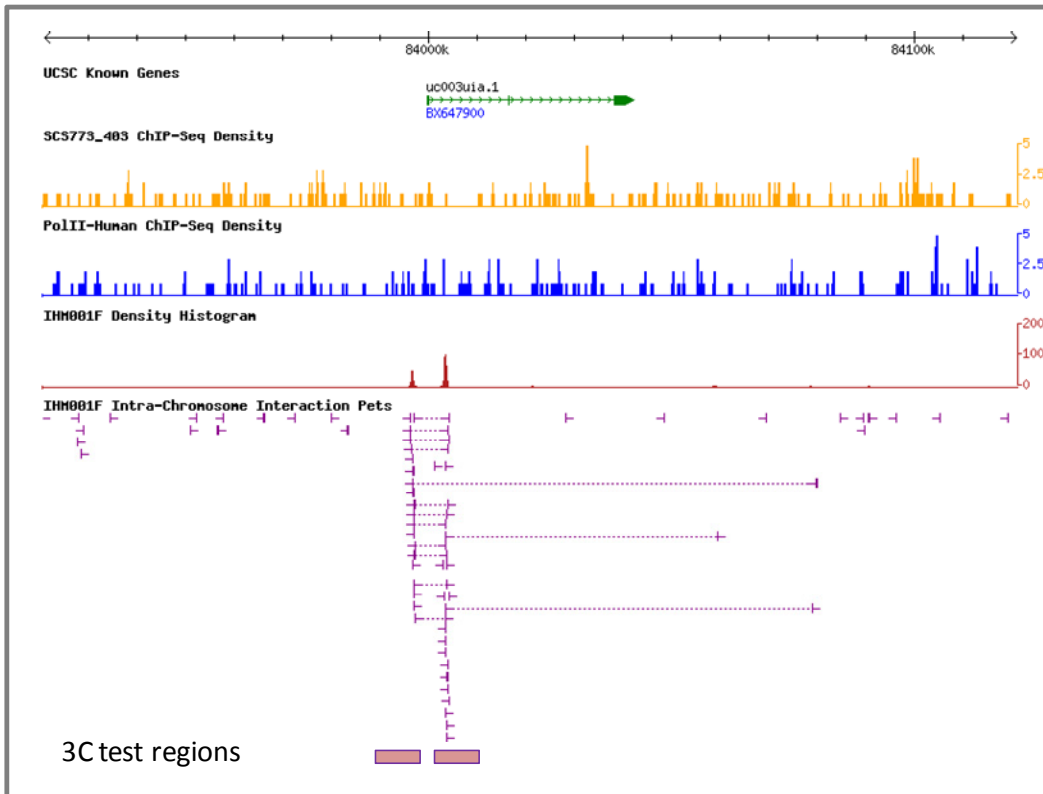 84000k 84100k
UCSC Known Genes
uc003uia.1
BX647900
SCS773_403 ChIP-Seq Density
5
2.5
0
PolII-Human ChIP-Seq Density
5
2.5
0
IHM001F Density Histogram
200
100
0
IHM001F Intra-Chromosome Interaction Pets
3C test regions